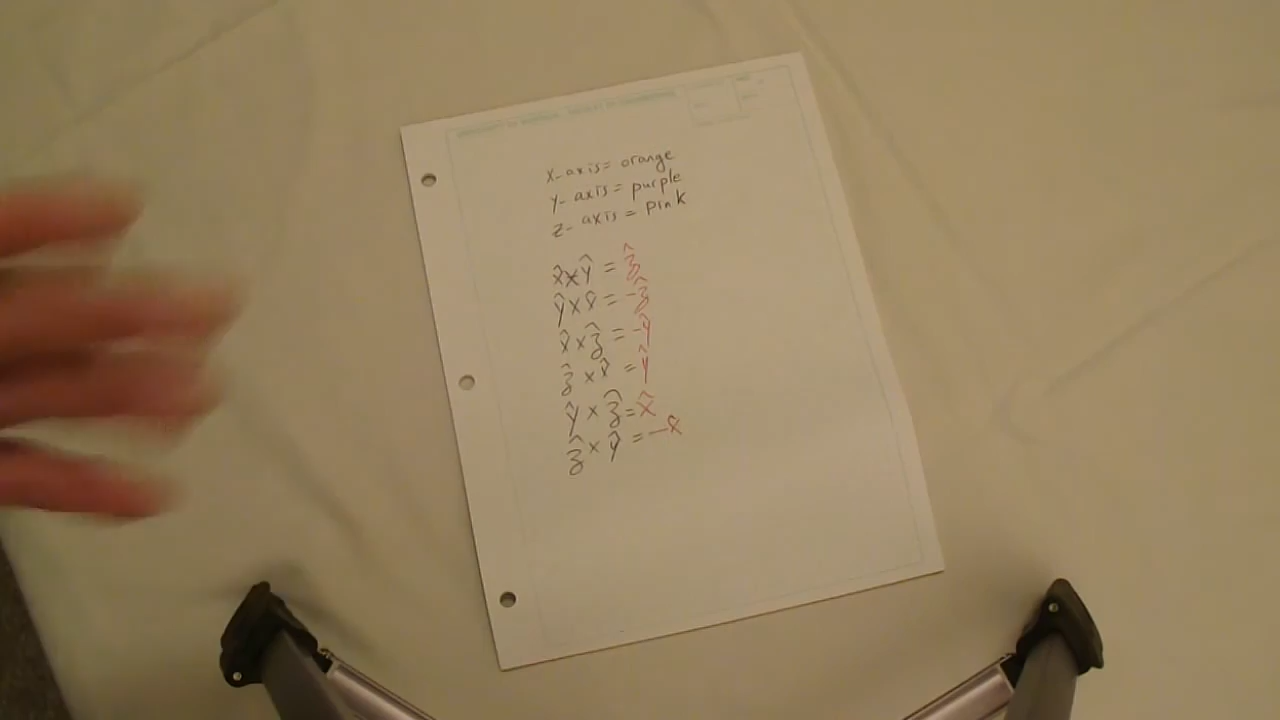 x-axis= orange
y- axis = purple
z- axis = pink
x̂×ŷ = ẑ
ŷ×x̂ = -ẑ
x̂×ẑ = -ŷ
ẑ×x̂ = ŷ
ŷ × ẑ = x̂
ẑ×ŷ = -x̂